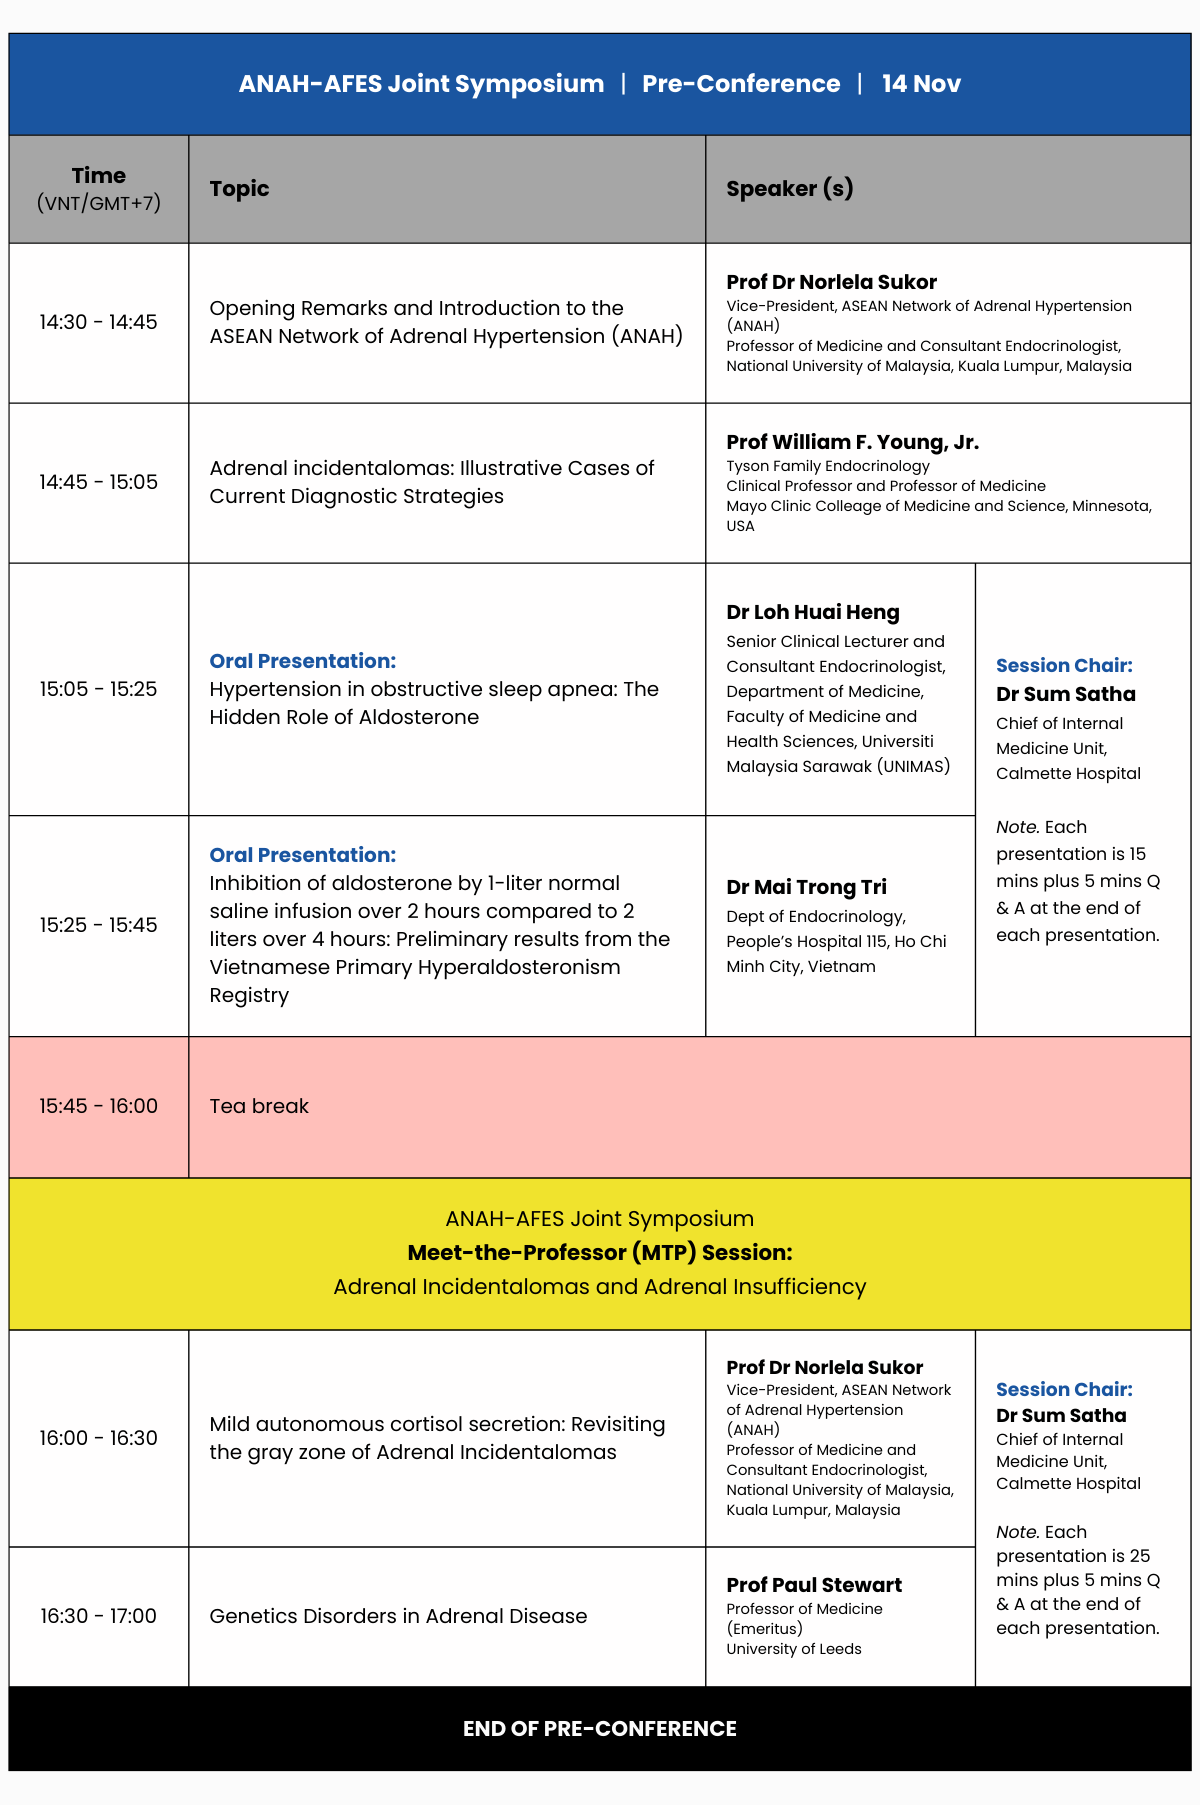 ANAH-AFES Joint Symposium | Pre-Conference | 14 Nov
Time
(VNT/GMT+7)
Topic
Speaker (s)
14:30 - 14:45
Opening Remarks and Introduction to the
ASEAN Network of Adrenal Hypertension (ANAH)
Prof Dr Norlela Sukor
Vice-President, ASEAN Network of Adrenal Hypertension
(ANAH)
Professor of Medicine and Consultant Endocrinologist,
National University of Malaysia, Kuala Lumpur, Malaysia
14:45 - 15:05
Adrenal incidentalomas: Illustrative Cases of
Current Diagnostic Strategies
Prof William F. Young, Jr.
Tyson Family Endocrinology
Clinical Professor and Professor of Medicine
Mayo Clinic Colleage of Medicine and Science, Minnesota,
USA
15:05 - 15:25
Oral Presentation:
Hypertension in obstructive sleep apnea: The
Hidden Role of Aldosterone
Dr Loh Huai Heng
Senior Clinical Lecturer and
Consultant Endocrinologist,
Department of Medicine,
Faculty of Medicine and
Health Sciences, Universiti
Malaysia Sarawak (UNIMAS)
Session Chair:
Dr Sum Satha
Chief of Internal
Medicine Unit,
Calmette Hospital
Note. Each
presentation is 15
mins plus 5 mins Q
& A at the end of
each presentation.
15:25 - 15:45
Oral Presentation:
Inhibition of aldosterone by 1-liter normal
saline infusion over 2 hours compared to 2
liters over 4 hours: Preliminary results from the
Vietnamese Primary Hyperaldosteronism
Registry
Dr Mai Trong Tri
Dept of Endocrinology,
People's Hospital 115, Ho Chi
Minh City, Vietnam
15:45 - 16:00
Tea break
ANAH-AFES Joint Symposium
Meet-the-Professor (MTP) Session:
Adrenal Incidentalomas and Adrenal Insufficiency
16:00 - 16:30
Mild autonomous cortisol secretion: Revisiting
the gray zone of Adrenal Incidentalomas
Prof Dr Norlela Sukor
Vice-President, ASEAN Network
of Adrenal Hypertension
(ANAH)
Professor of Medicine and
Consultant Endocrinologist,
National University of Malaysia,
Kuala Lumpur, Malaysia
Session Chair:
Dr Sum Satha
Chief of Internal
Medicine Unit,
Calmette Hospital
Note. Each
presentation is 25
mins plus 5 mins Q
& A at the end of
each presentation.
16:30 - 17:00
Genetics Disorders in Adrenal Disease
Prof Paul Stewart
Professor of Medicine
(Emeritus)
University of Leeds
END OF PRE-CONFERENCE